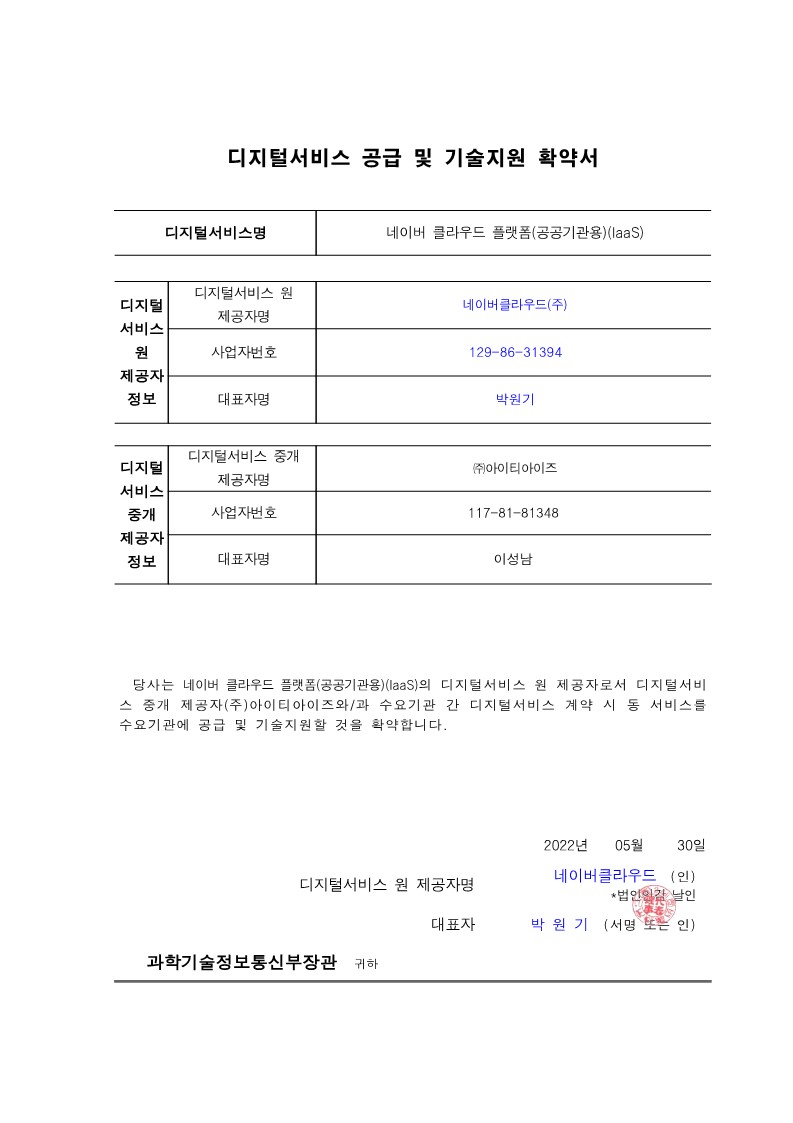 디지털서비스 공급 및 기술지원 확약서
디지털서비스명 네이버 클라우드 플랫폼(공공기관용)(IaaS)
디지털
서비스
원
제공자
정보
디지털서비스 원
제공자명
네이버클라우드(주)
사업자번호 129-86-31394
대표자명 박원기
디지털
서비스
중개
제공자
정보
디지털서비스 중개
제공자명
㈜아이티아이즈
사업자번호 117-81-81348
대표자명 이성남
당사는 네이버 클라우드 플랫폼(공공기관용)(IaaS)의 디지털서비스 원 제공자로서 디지털서비
스 중개 제공자(주)아이티아이즈와/과 수요기관 간 디지털서비스 계약 시 동 서비스를
수요기관에 공급 및 기술지원할 것을 확약합니다.
2022년 05월 30일
디지털서비스 원 제공자명 네이버클라우드 (인)
*법인인감 날인
대표자 박 원 기 (서명 또는 인)
과학기술정보통신부장관 귀하